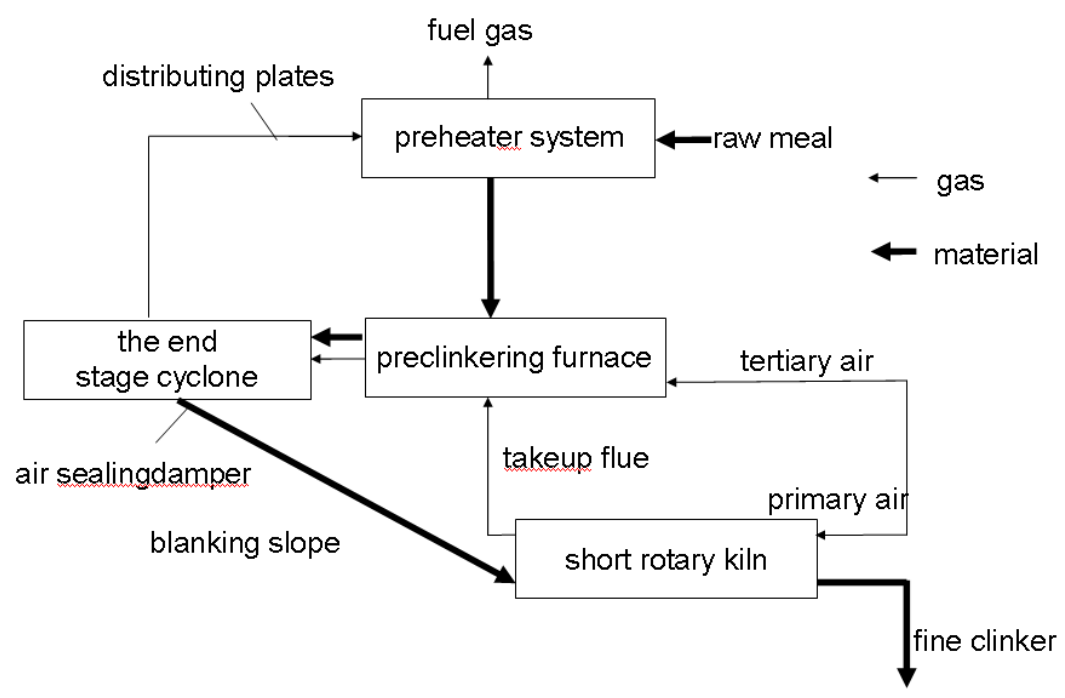 fuel gas
distributing plates
preheater system
raw meal
gas
material
the end
stage cyclone
preclinkering furnace
tertiary air
air sealingdamper
takeup flue
primary air
blanking slope
short rotary kiln
fine clinker